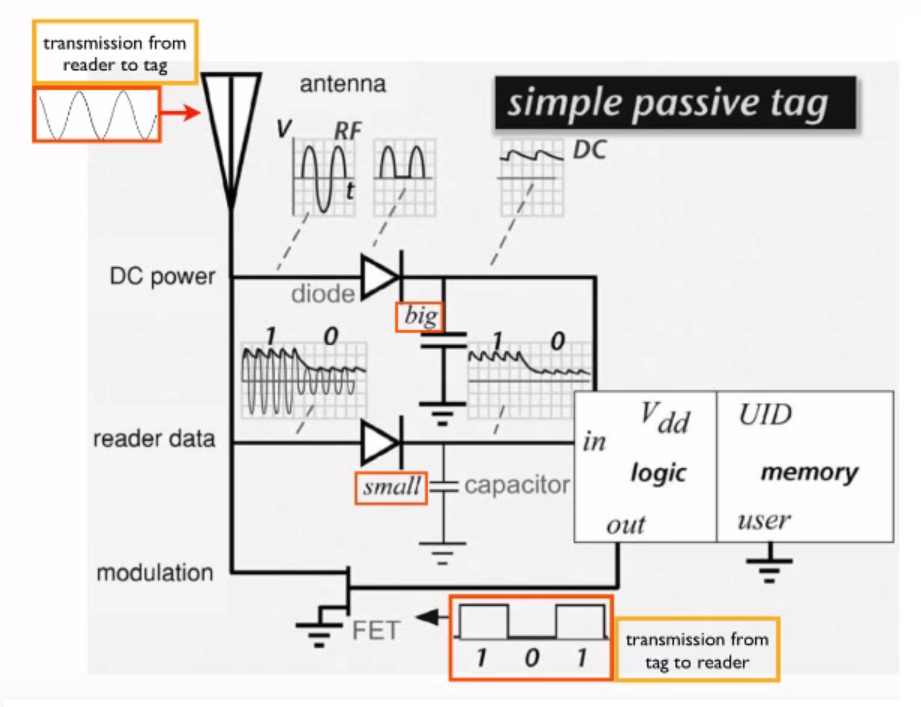 transmission from
reader to tag
antenna
simple passive tag
V RF
t
DC
DC power
diode
big
1 0
1 0
reader data
in
Vdd
logic
out
UID
memory
user
small
capacitor
modulation
FET
1 0 1
transmission from
tag to reader